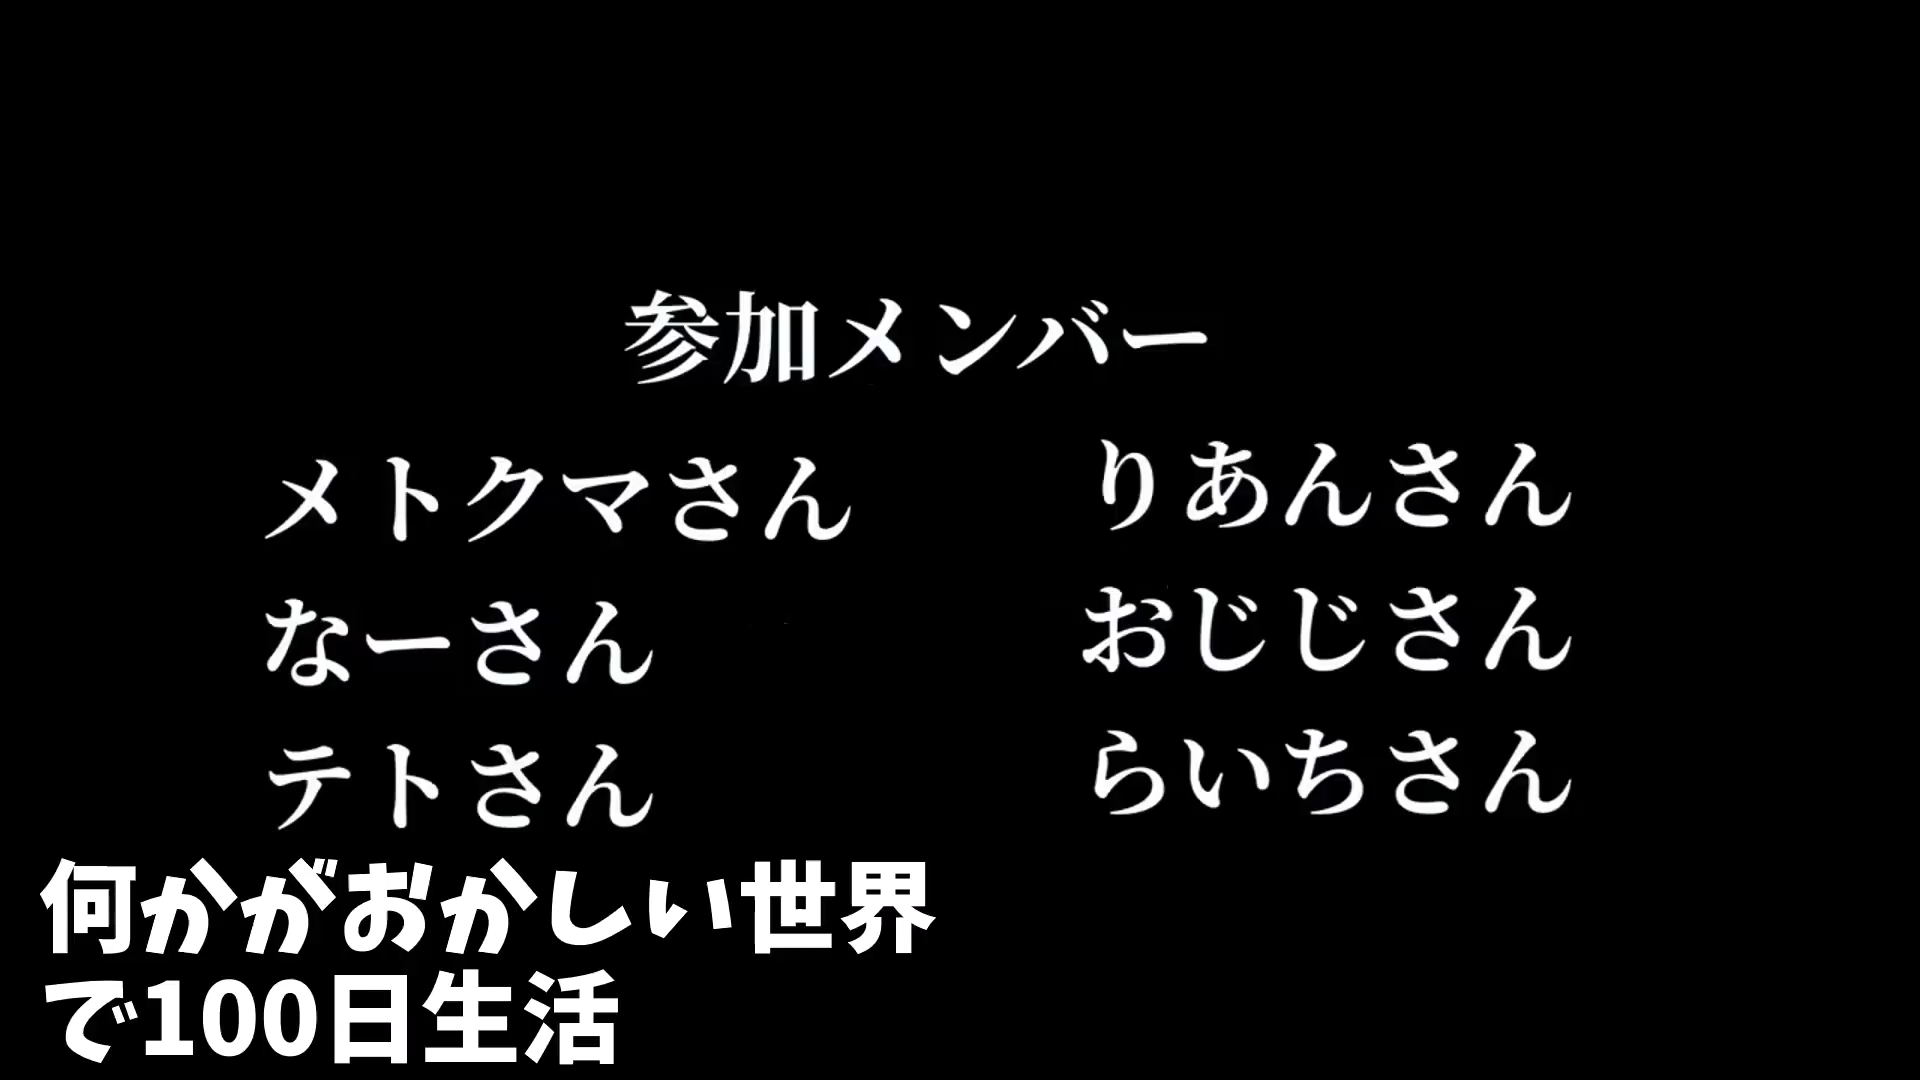 参加メンバー
メトクマさん
りあんさん
なーさん
おじじさん
テトさん
らいちさん
何かがおかしい世界
で100日生活